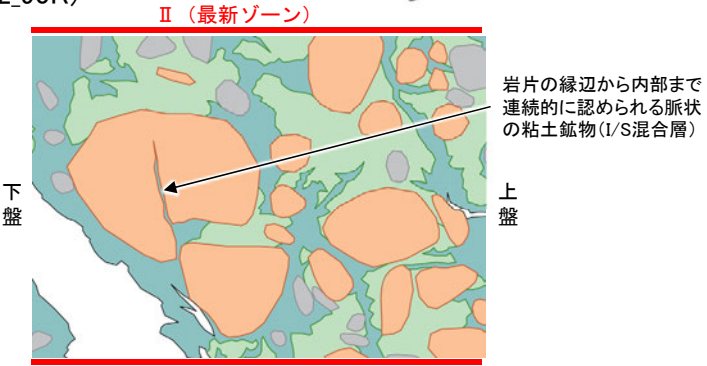 Ⅱ（最新ゾーン）
岩片の縁辺から内部まで
連続的に認められる脈状
の粘土鉱物(I/S混合層)
下
盤
上
盤